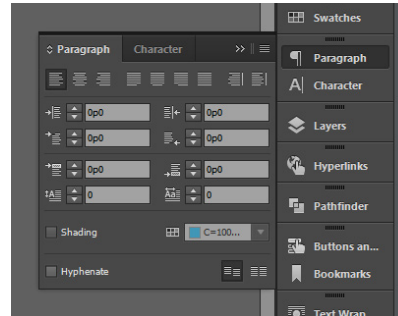 Swatches
Paragraph
Character
Paragraph
Character
0p0
0p0
Layers
0p0
0p0
Hyperlinks
0p0
0p0
0
0
Pathfinder
Shading
C=100...
Buttons an...
Hyphenate
Bookmarks
Text Wrap